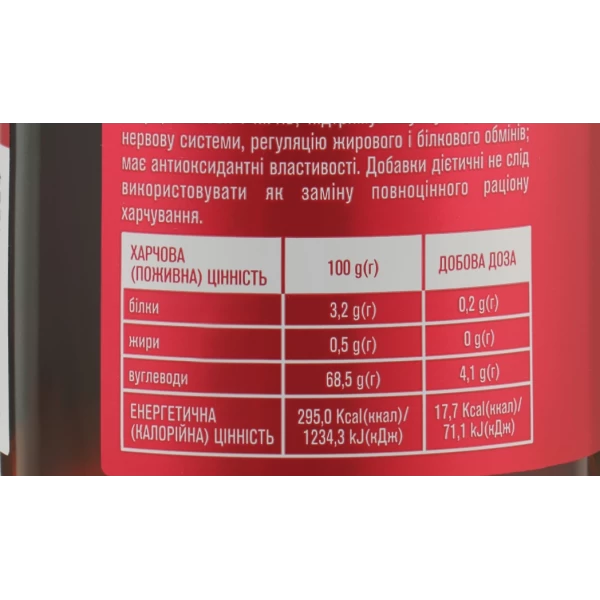 нервову системи, регуляцію жирового і білкового обмінів;
має антиоксидантні властивості. Добавки дієтичні не слід
використовувати як заміну повноцінного раціону
харчування.
ХАРЧОВА (ПОЖИВНА) ЦІННІСТЬ 100 g(г) ДОБОВА ДОЗА
білки 3,2 g(г) 0,2 g(г)
жири 0,5 g(г) 0 g(г)
вуглеводи 68,5 g(г) 4,1 g(г)
ЕНЕРГЕТИЧНА 295,0 Kcal(ккал)/ 17,7 Kcal(ккал)/
(КАЛОРІЙНА) ЦІННІСТЬ 1234,3 kJ(кДж) 71,1 kJ(кДж)